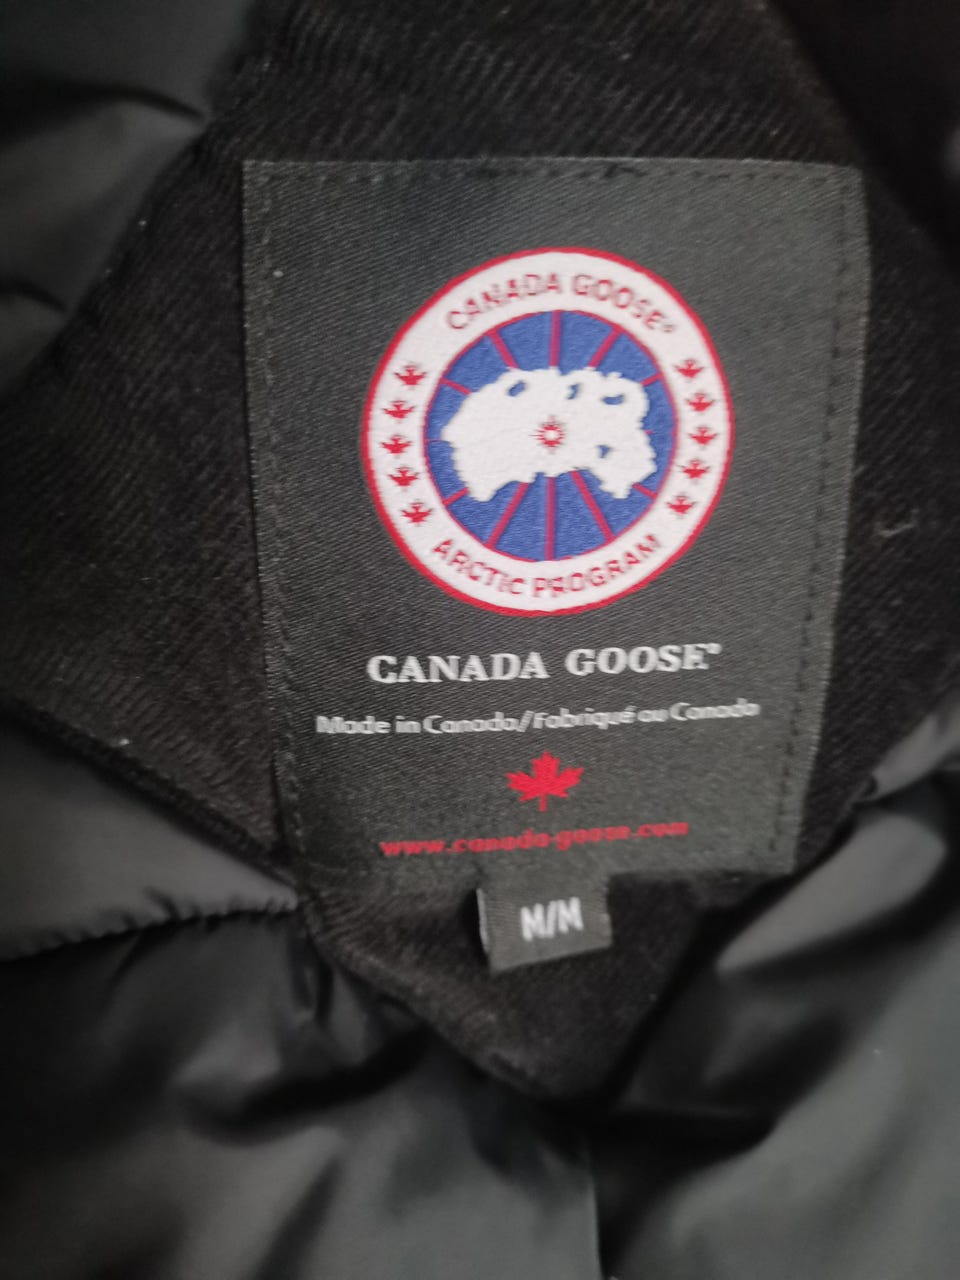 CANADA GOOSE®
ARCTIC PROGRAM
CANADA GOOSE®
Made in Canada/Fabriqué au Canada
www.canada-goose.com
M/M